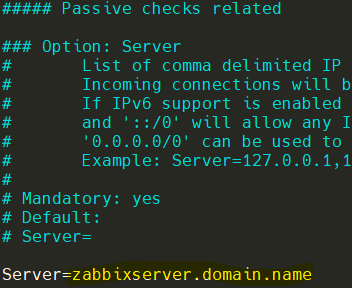 ##### Passive checks related
### Option: Server
# List of comma delimited IP
# Incoming connections will b
# If IPv6 support is enabled
# and '::/0' will allow any I
# '0.0.0.0/0' can be used to
# Example: Server=127.0.0.1,1
#
# Mandatory: yes
# Default:
# Server=
Server=zabbixserver.domain.name